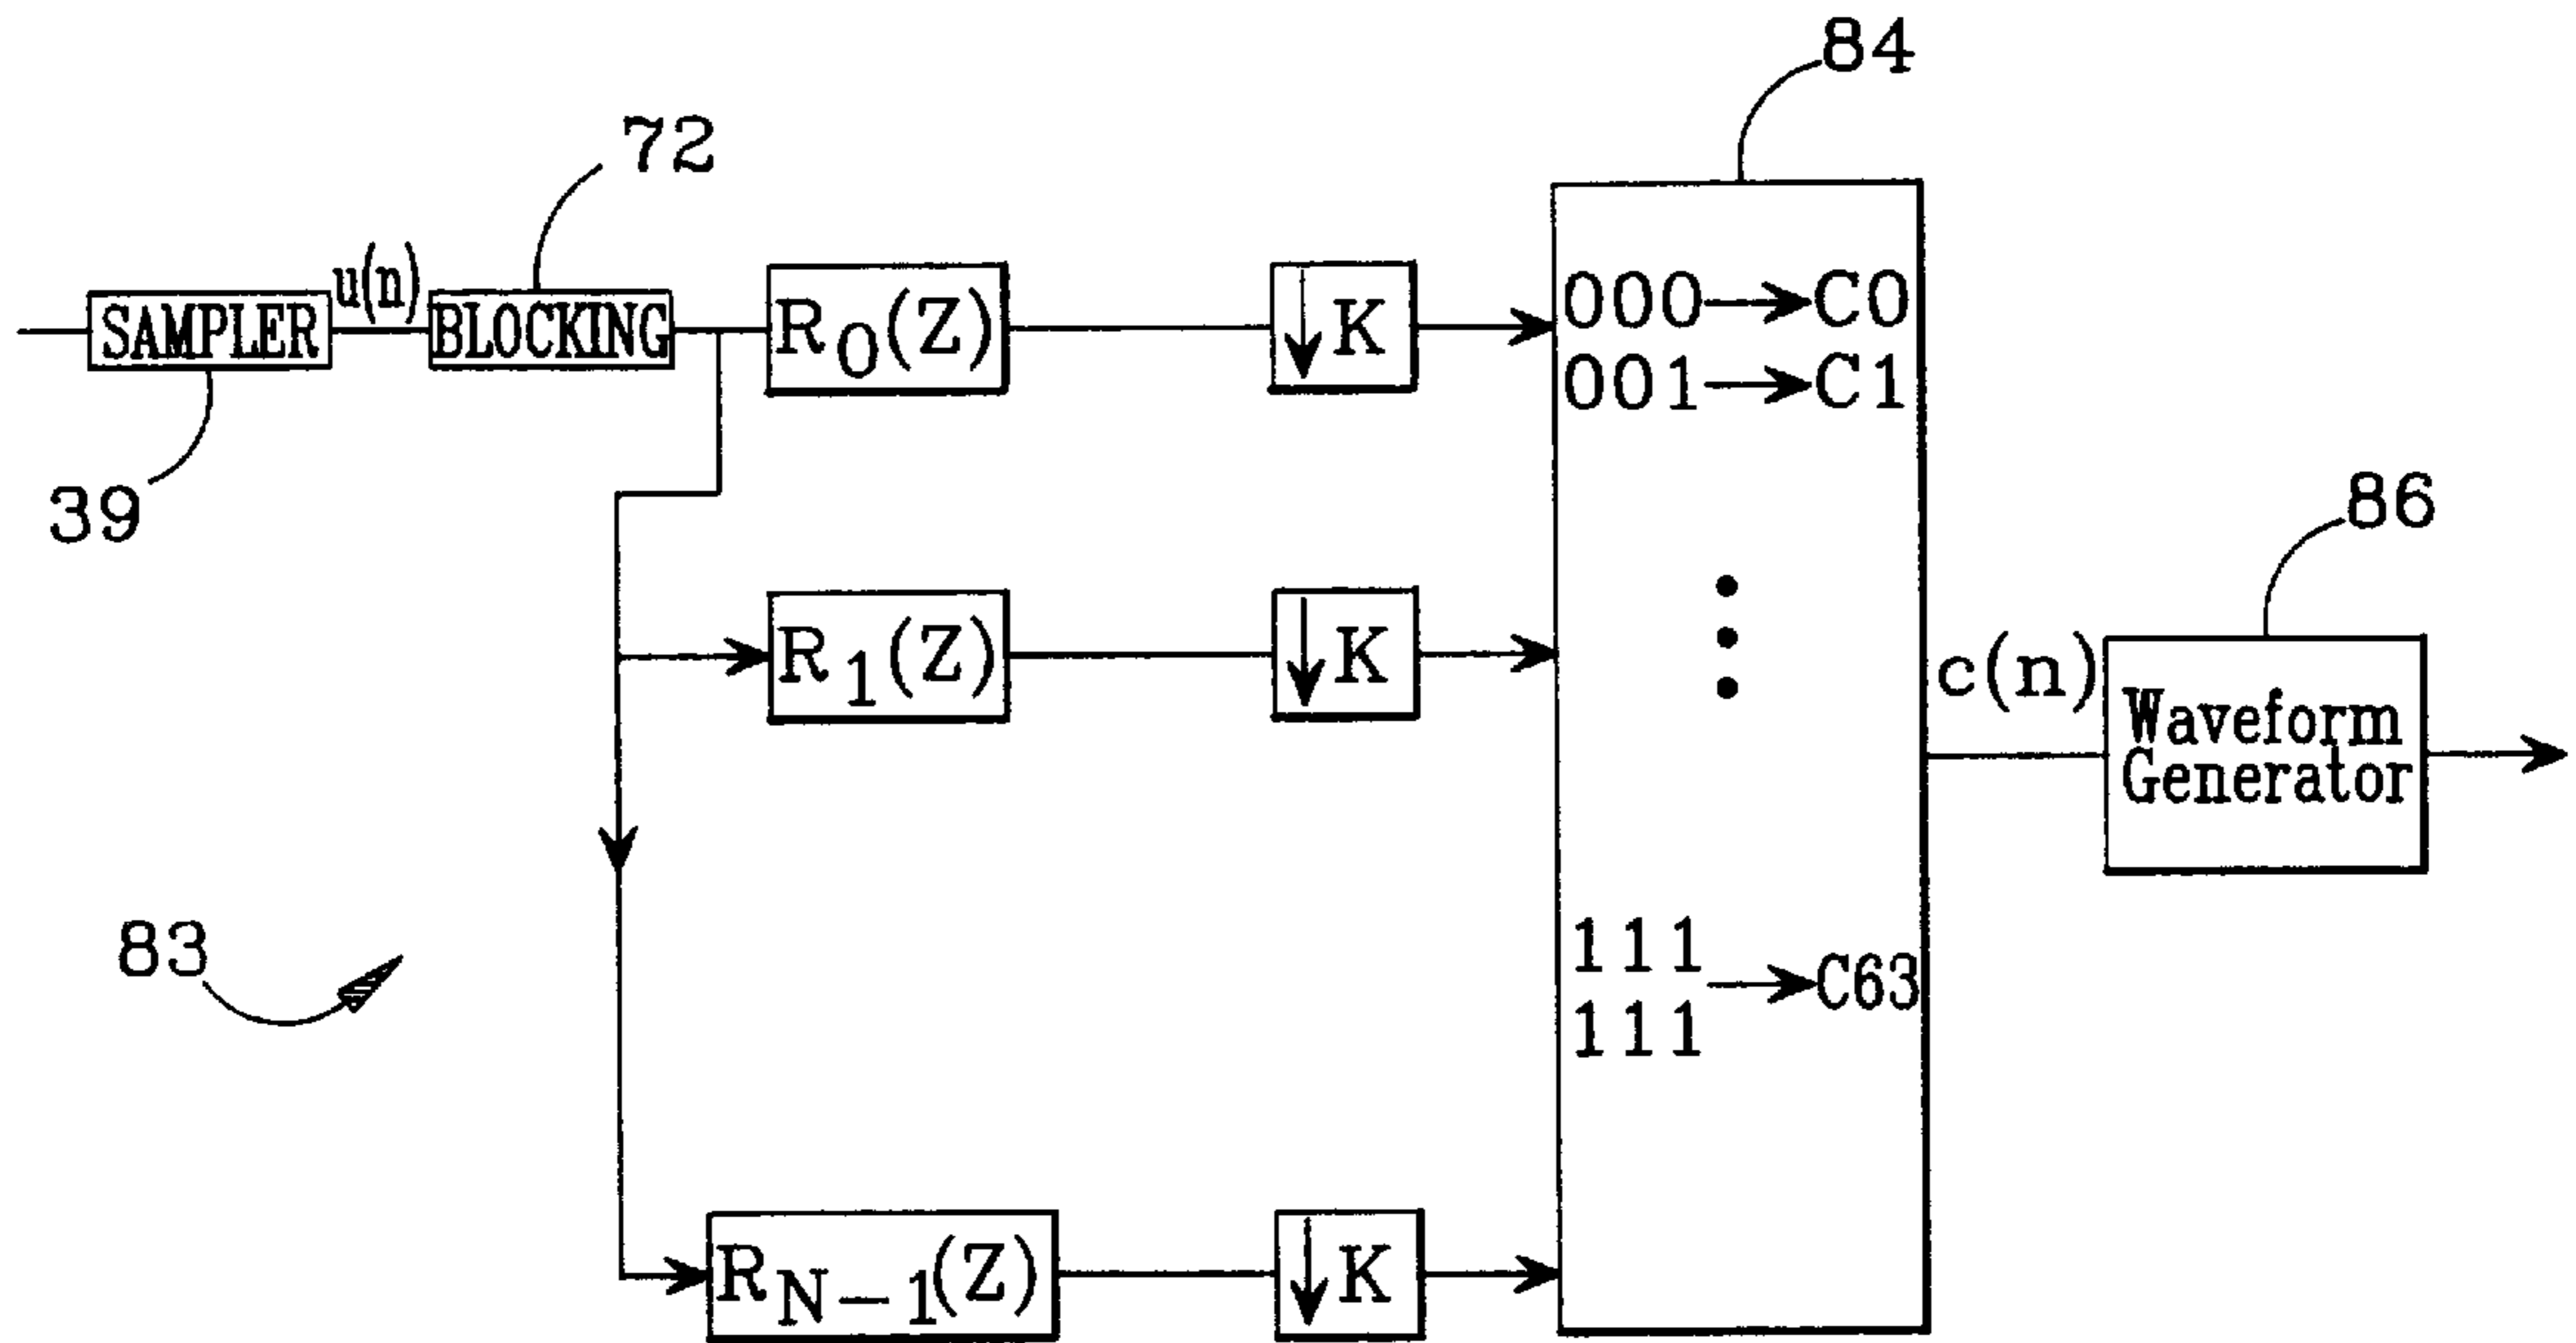 84
72
u(n)
SAMPLER
BLOCKING
R0(Z)
↓K
000→C0
001→C1
39
86
R1(Z)
↓K
c(n)
Waveform
Generator
83
111
111
→C63
RN-1(Z)
↓K